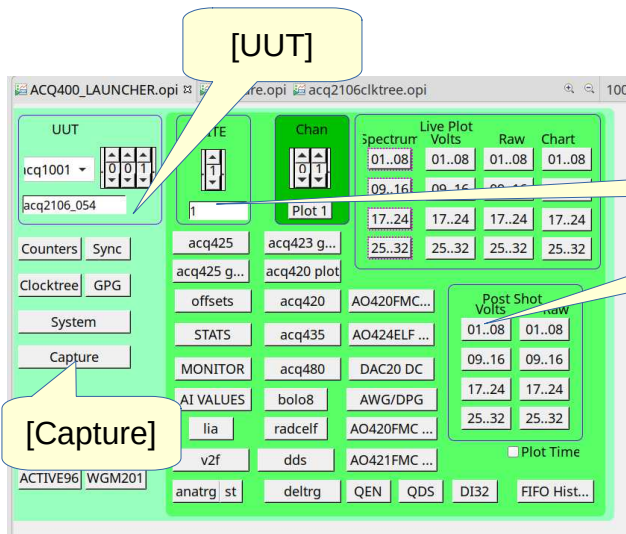 [UUT]
ACQ400_LAUNCHER.opi
re.opi
acq2106clktree.opi
100
UUT
TE
Chan
Live Plot
Spectrum
Volts
Raw
Chart
cq1001
0 0 1
1
0 1
acq2106_054
1
Plot 1
01..08
01..08
01..08
01..08
09..16
09..16
17..24
17..24
17..24
17..24
25..32
25..32
25..32
25..32
Counters
Sync
acq425
acq423 g...
Clocktree
GPG
acq425 g...
acq420 plot
System
offsets
acq420
AO420FMC...
Post Shot
Volts
Raw
Capture
STATS
acq435
AO424ELF ...
01..08
01..08
MONITOR
acq480
DAC20 DC
09..16
09..16
AI VALUES
bolo8
AWG/DPG
17..24
17..24
[Capture]
lia
radcelf
AO420FMC ...
25..32
25..32
v2f
dds
AO421FMC ...
Plot Time
ACTIVE96
WGM201
anatrg
st
deltrg
QEN
QDS
DI32
FIFO Hist...